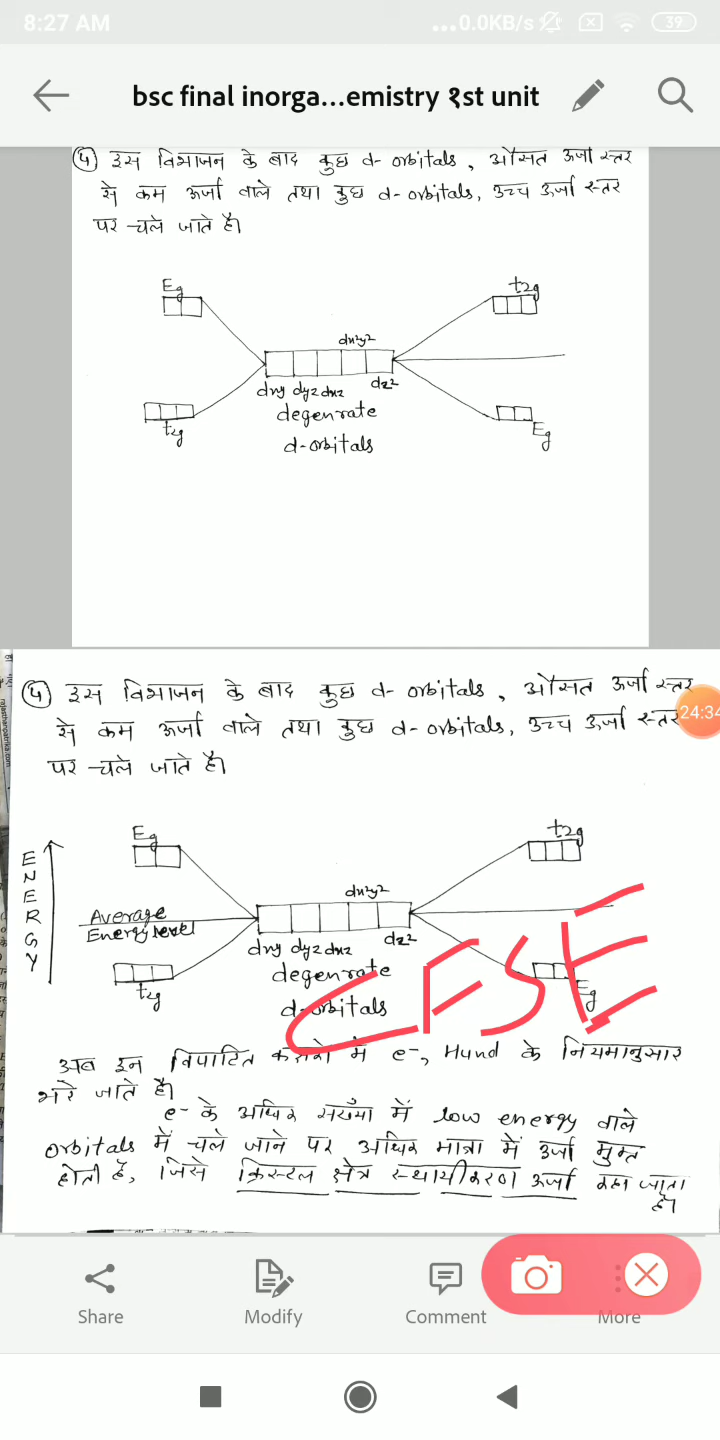 8:27 AM
...0.0KB/s
39
bsc final inorga...emistry १st unit
५ इस विभाजन के बाद कुछ d- orbitals, औसत ऊर्जा स्तर
से कम ऊर्जा वाले तथा कुछ d- orbitals, उच्च ऊर्जा स्तर
पर चले जाते है।
Eg
t2g
dx²y²
dxy dyz dxz
dz²
degenrate
d-orbitals
t2g
Eg
५ इस विभाजन के बाद कुछ d- orbitals, औसत ऊर्जा स्तर
24:34
से कम ऊर्जा वाले तथा कुछ d- orbitals, उच्च ऊर्जा स्तर
पर चले जाते है।
ENERGY
Eg
t2g
dx²y²
Average
Energy level
dxy dyz dxz
dz²
degenrate
d-orbitals
t2g
Eg
CFSE
अब इन विपाटित कक्षको में e-, Hund के नियमानुसार
भरे जाते है।
e- के अधिक संख्या में low energy वाले
orbitals में चले जाने पर अधिक मात्रा में ऊर्जा मुक्त
होती है, जिसे क्रिस्टल क्षेत्र स्थायीकरण ऊर्जा कहा जाता
है।
Share
Modify
Comment
More